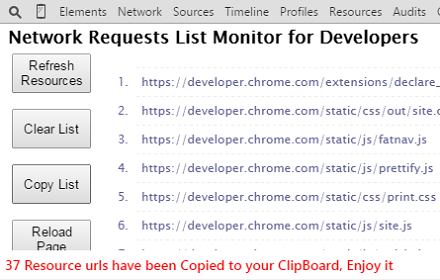 Elements Network Sources Timeline Profiles Resources Audits
Network Requests List Monitor for Developers
Refresh
Resources
Clear List
Copy List
Reload
Page
1. https://developer.chrome.com/extensions/declare_
2. https://developer.chrome.com/static/css/out/site.
3. https://developer.chrome.com/static/js/fatnav.js
4. https://developer.chrome.com/static/js/prettify.js
5. https://developer.chrome.com/static/css/print.css
6. https://developer.chrome.com/static/js/site.js
37 Resource urls have been Copied to your ClipBoard, Enjoy it